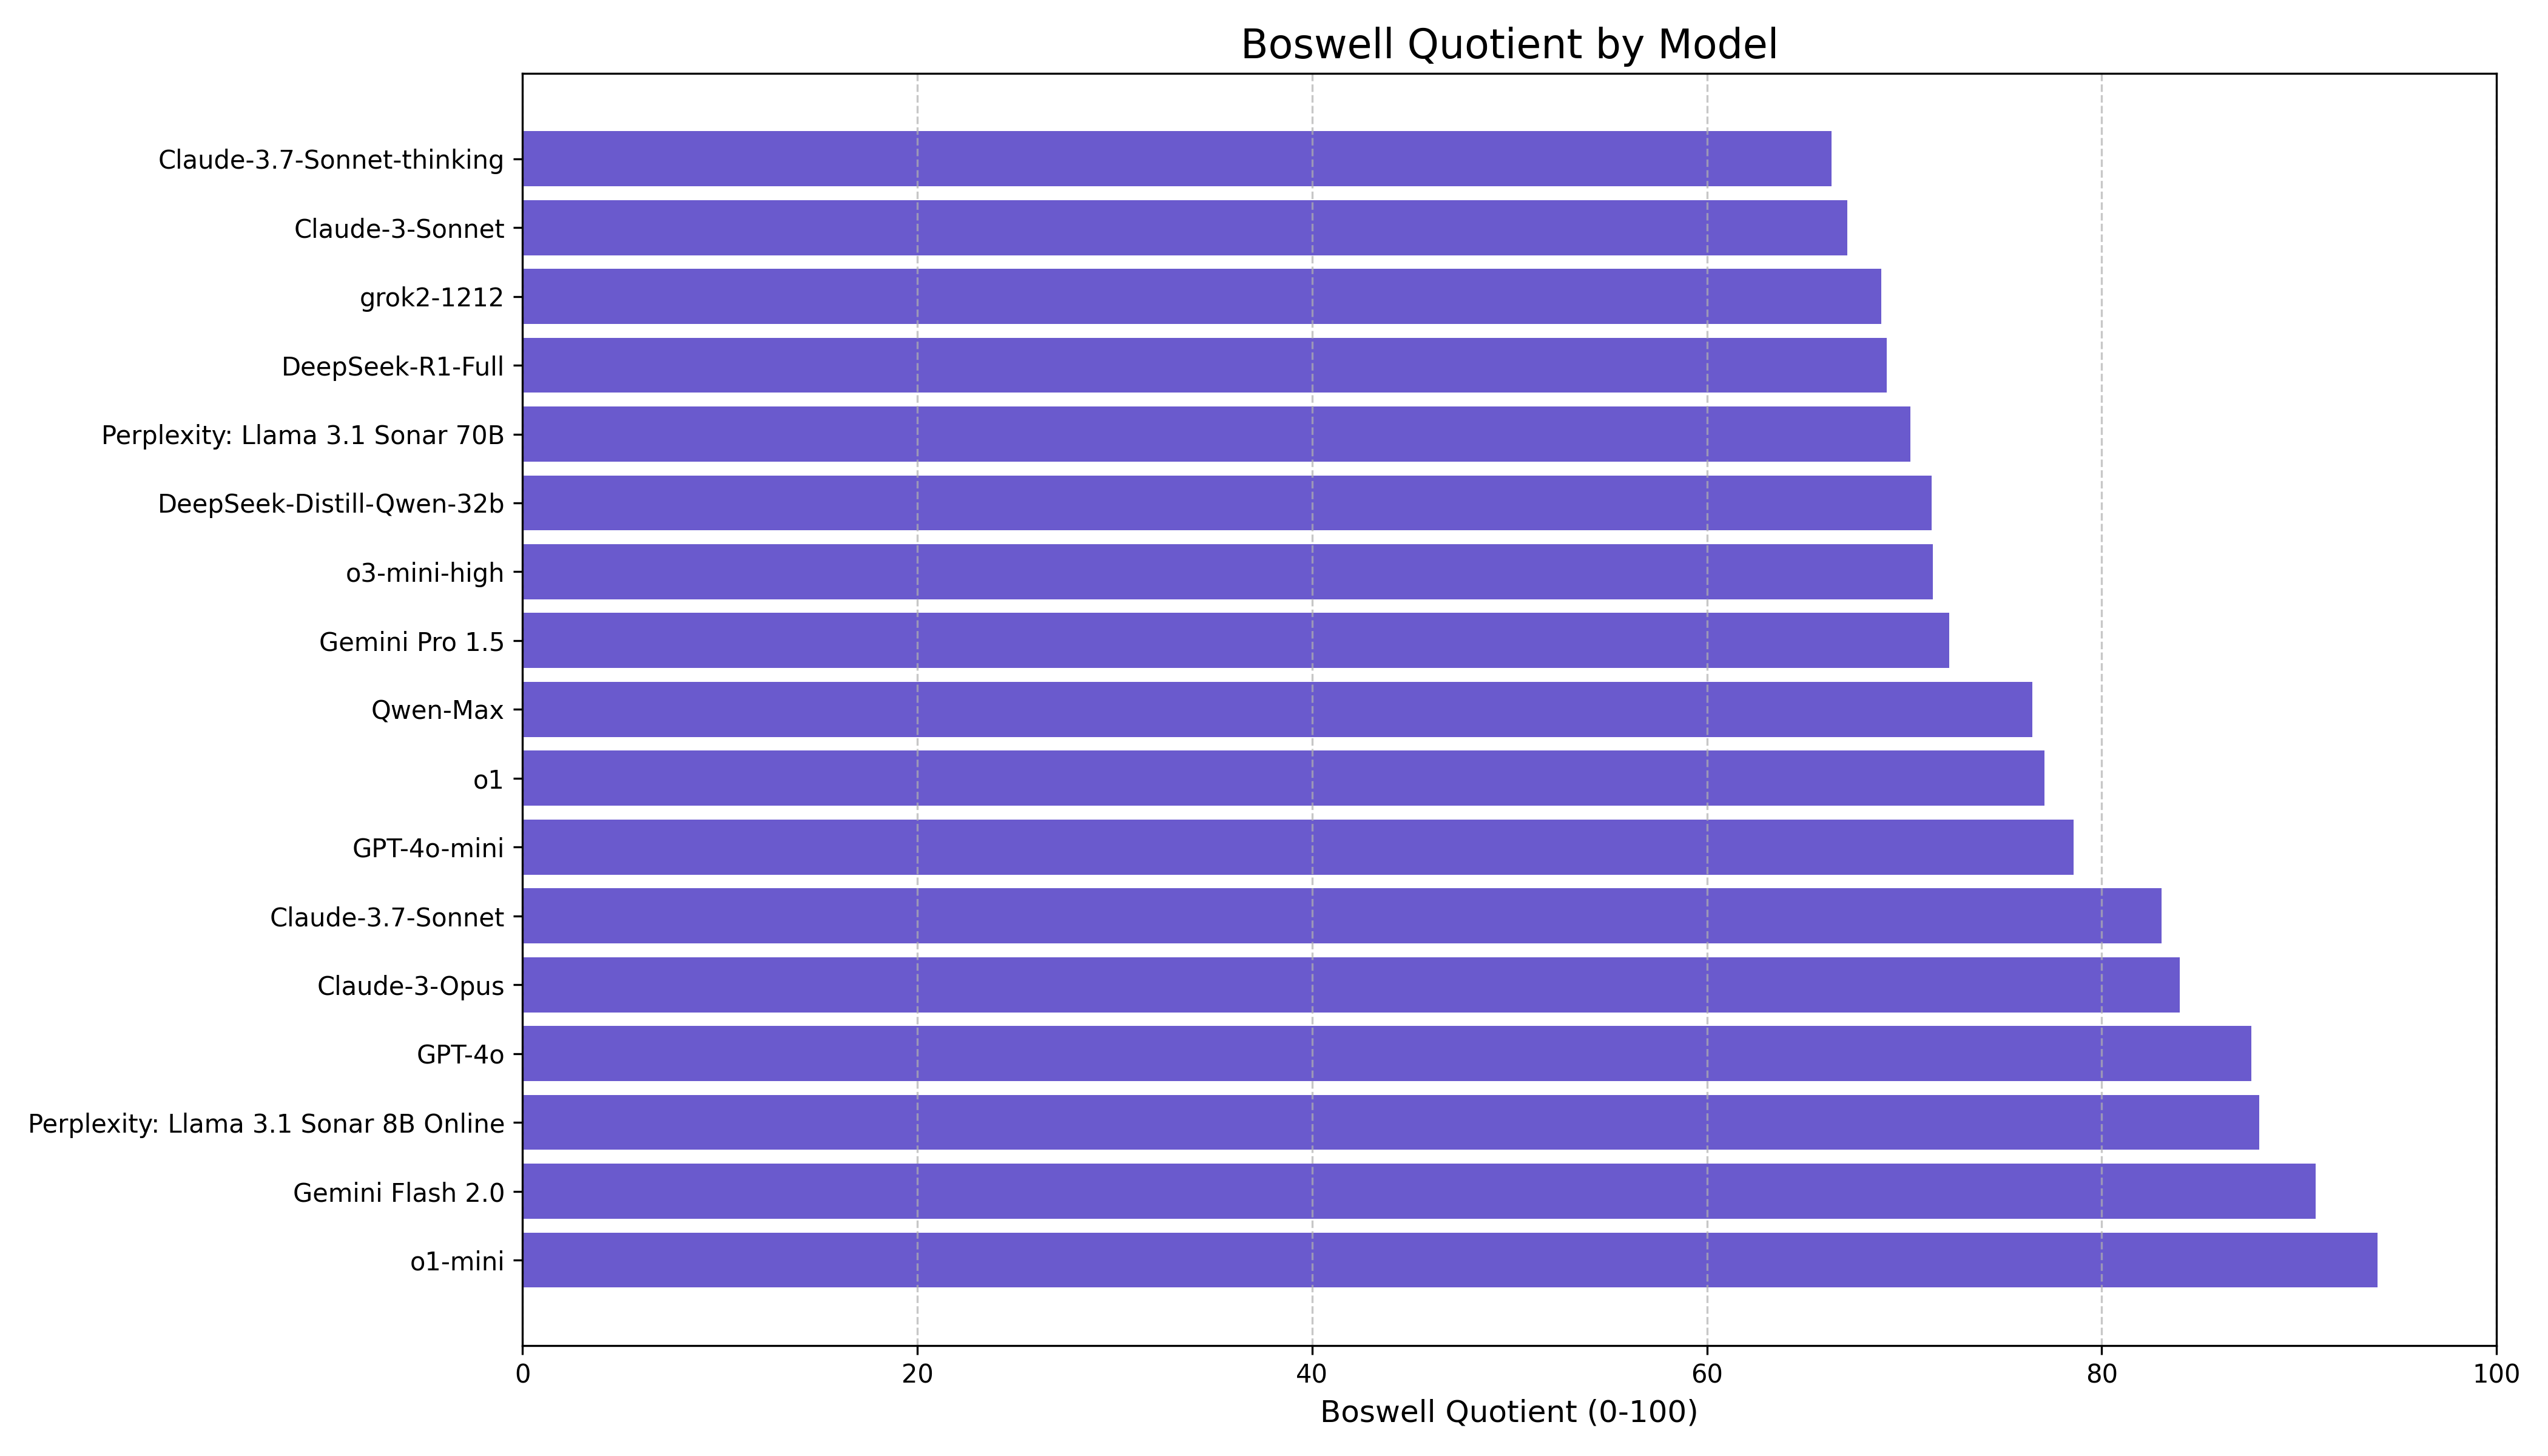 Boswell Quotient by Model
Claude-3.7-Sonnet-thinking
Claude-3-Sonnet
grok2-1212
DeepSeek-R1-Full
Perplexity: Llama 3.1 Sonar 70B
DeepSeek-Distill-Qwen-32b
o3-mini-high
Gemini Pro 1.5
Qwen-Max
o1
GPT-4o-mini
Claude-3.7-Sonnet
Claude-3-Opus
GPT-4o
Perplexity: Llama 3.1 Sonar 8B Online
Gemini Flash 2.0
o1-mini
0 20 40 60 80 100
Boswell Quotient (0-100)